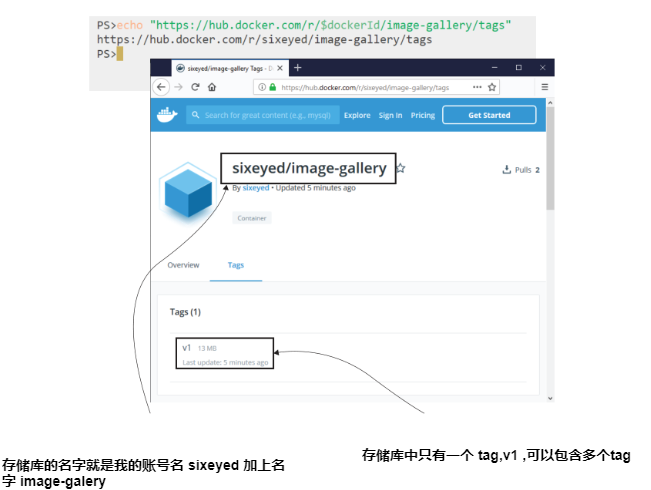 PS>echo "https://hub.docker.com/r/$dockerId/image-gallery/tags"
https://hub.docker.com/r/sixeyed/image-gallery/tags
PS>
sixeyed/image-gallery Tags - D
https://hub.docker.com/r/sixeyed/image-gallery/tags
Search for great content (e.g., mysql)
Explore Sign in Pricing Get Started
sixeyed/image-gallery
Pulls 2
By sixeyed • Updated 5 minutes ago
Container
Overview Tags
Tags (1)
v1 13 MB
Last update: 5 minutes ago
存储库中只有一个 tag,v1 ,可以包含多个tag
存储库的名字就是我的账号名 sixeyed 加上名
字 image-galery